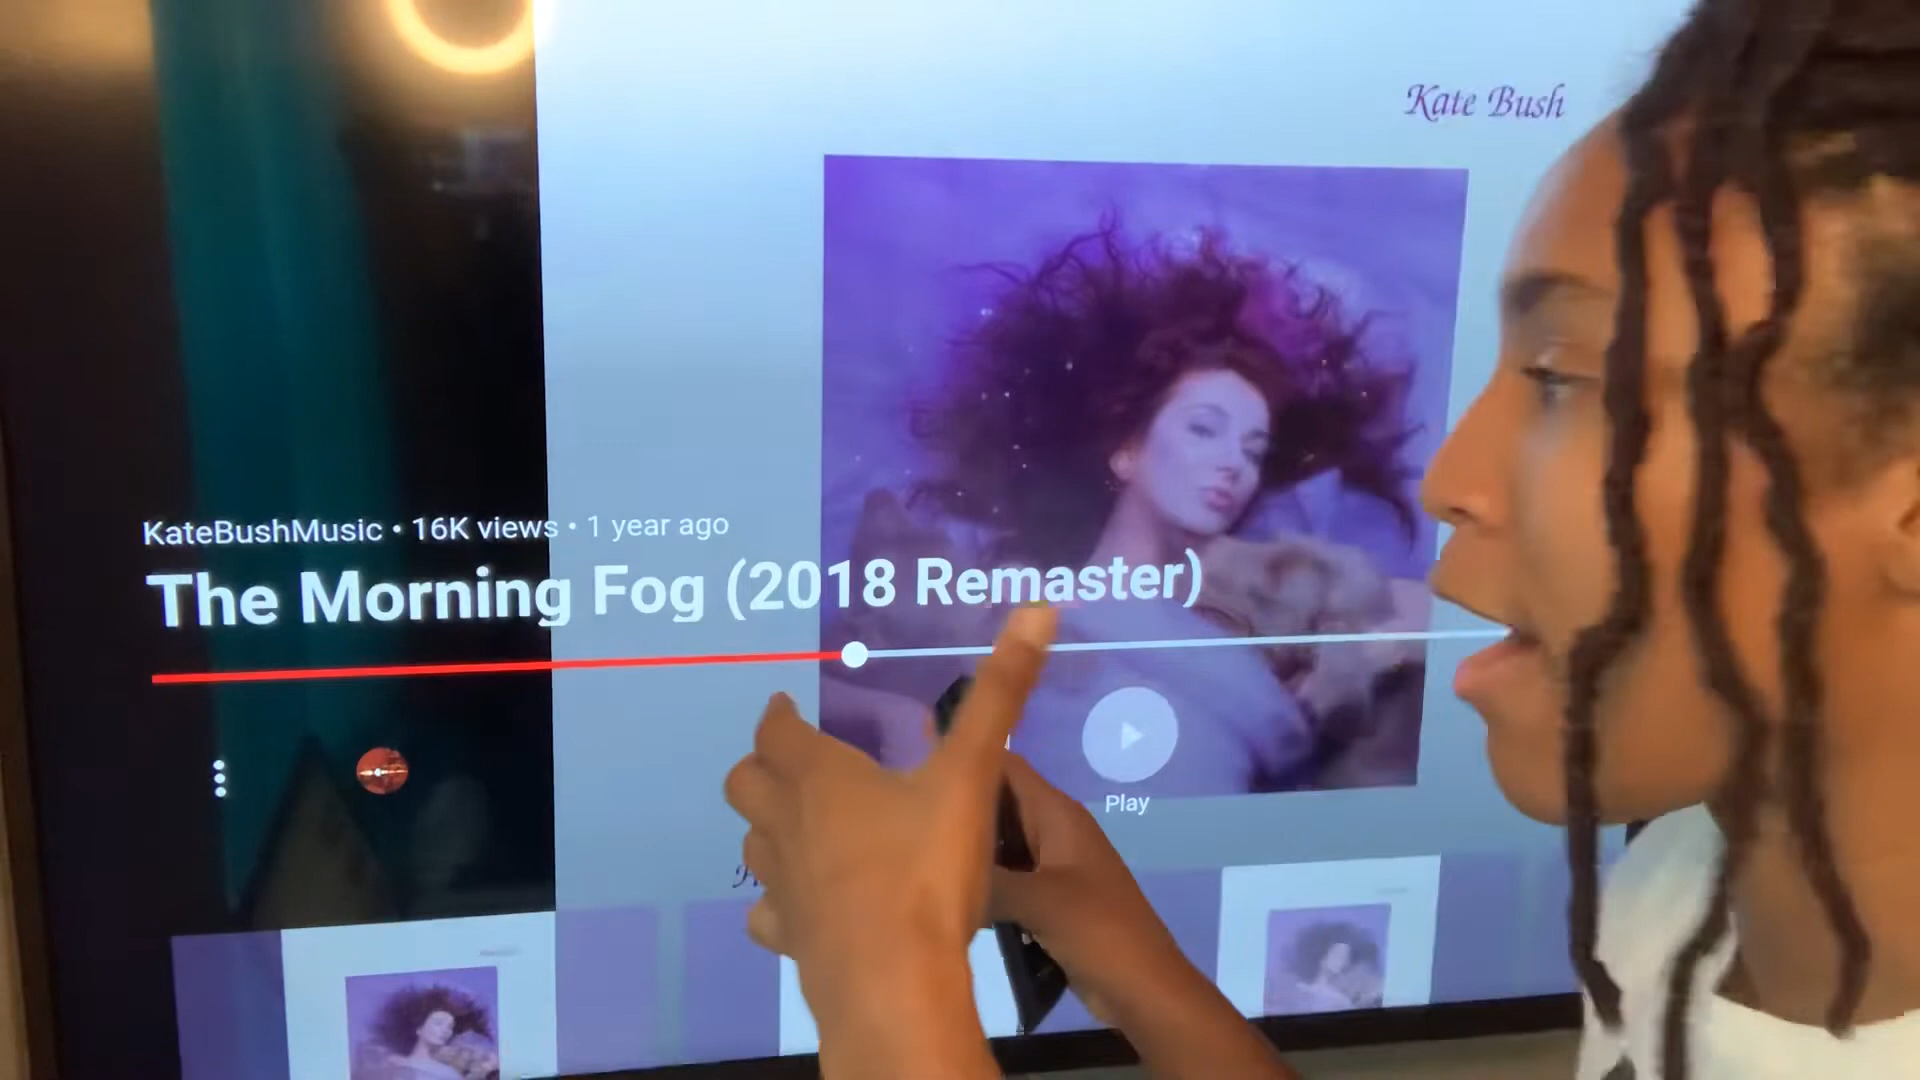 Kate Bush
KateBushMusic • 16K views • 1 year ago
The Morning Fog (2018 Remaster)
Play